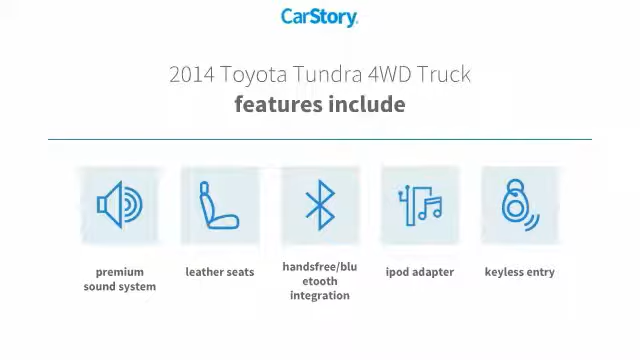 CarStory
2014 Toyota Tundra 4WD Truck
features include
premium
sound system
leather seats
handsfree/blu
etooth
integration
ipod adapter
keyless entry